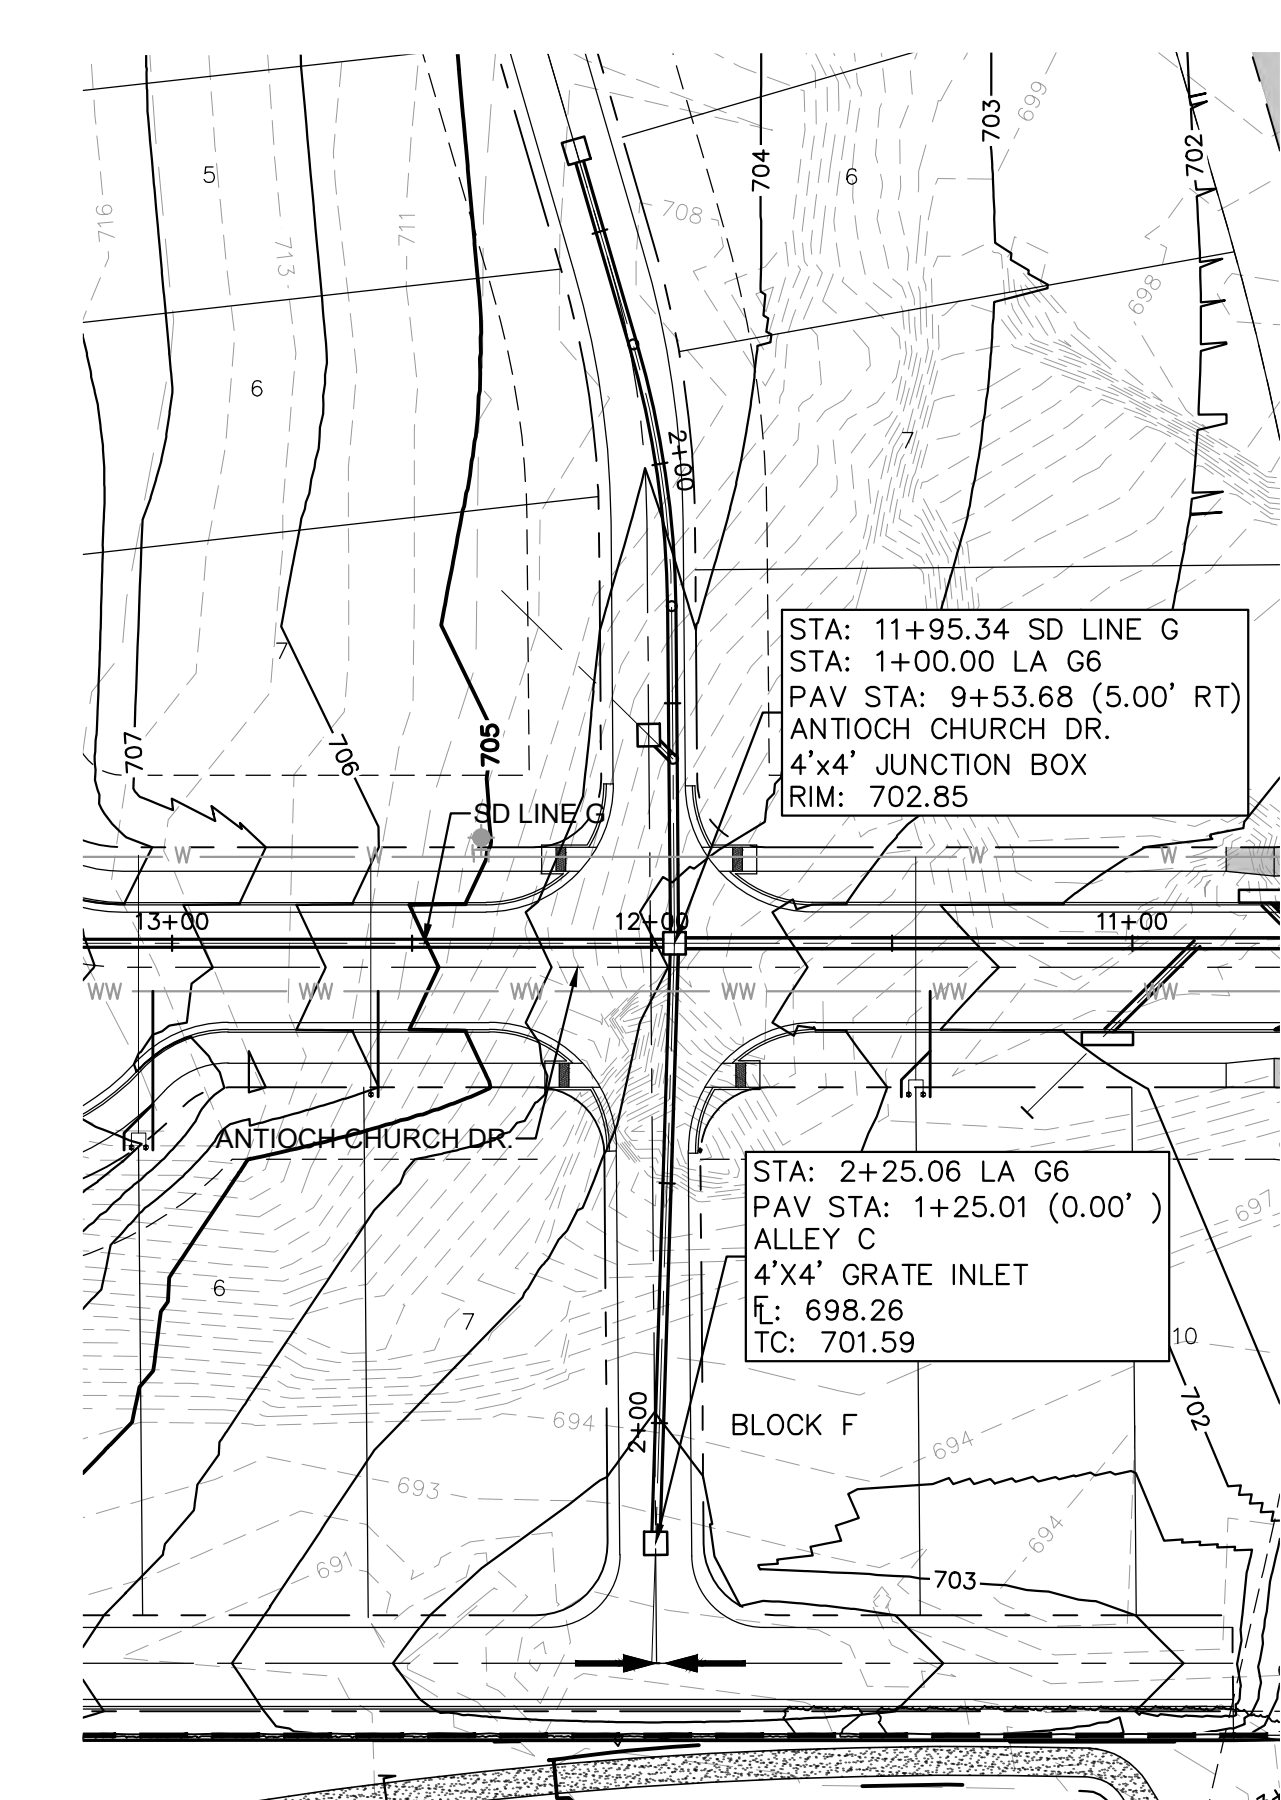 703
699
702
704
5
6
708
716
711
713
698
6
7
2+00
7
STA: 11+95.34 SD LINE G
STA: 1+00.00 LA G6
PAV STA: 9+53.68 (5.00' RT)
ANTIOCH CHURCH DR.
4'x4' JUNCTION BOX
RIM: 702.85
707
706
705
SD LINE G
W
W
W
W
13+00
12+00
11+00
WW
WW
WW
WW
WW
WW
ANTIOCH CHURCH DR.
STA: 2+25.06 LA G6
PAV STA: 1+25.01 (0.00' )
ALLEY C
4'X4' GRATE INLET
FL: 698.26
TC: 701.59
697
6
7
10
702
2+00
694
BLOCK F
694
693
694
691
703